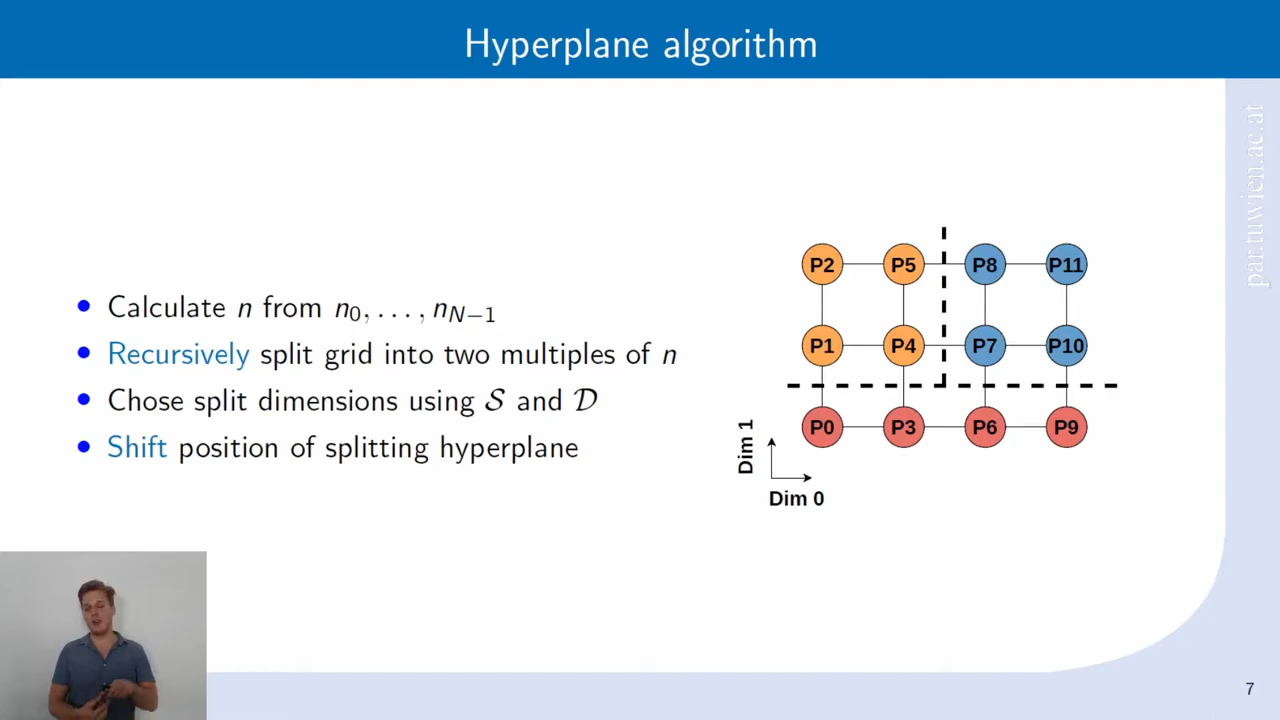 Hyperplane algorithm
par.tuwien.ac.at
• Calculate n from n₀, . . . , n_{N−1}
• Recursively split grid into two multiples of n
• Chose split dimensions using 𝒮 and 𝒟
• Shift position of splitting hyperplane
P2 P5 P8 P11
P1 P4 P7 P10
P0 P3 P6 P9
Dim 1
Dim 0
7